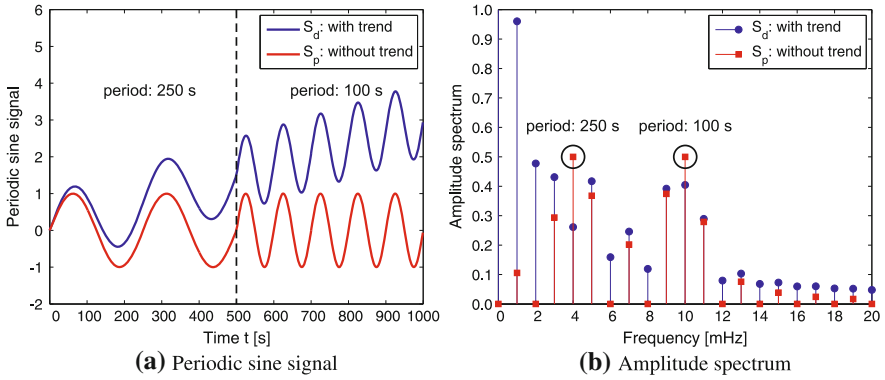 6
5
4
3
2
1
0
-1
-2
Periodic sine signal
S_d: with trend
S_p: without trend
period: 250 s
period: 100 s
0 100 200 300 400 500 600 700 800 900 1000
Time t [s]
(a) Periodic sine signal
1.0
0.9
0.8
0.7
0.6
0.5
0.4
0.3
0.2
0.1
0.0
Amplitude spectrum
S_d: with trend
S_p: without trend
period: 250 s
period: 100 s
0 2 4 6 8 10 12 14 16 18 20
Frequency [mHz]
(b) Amplitude spectrum